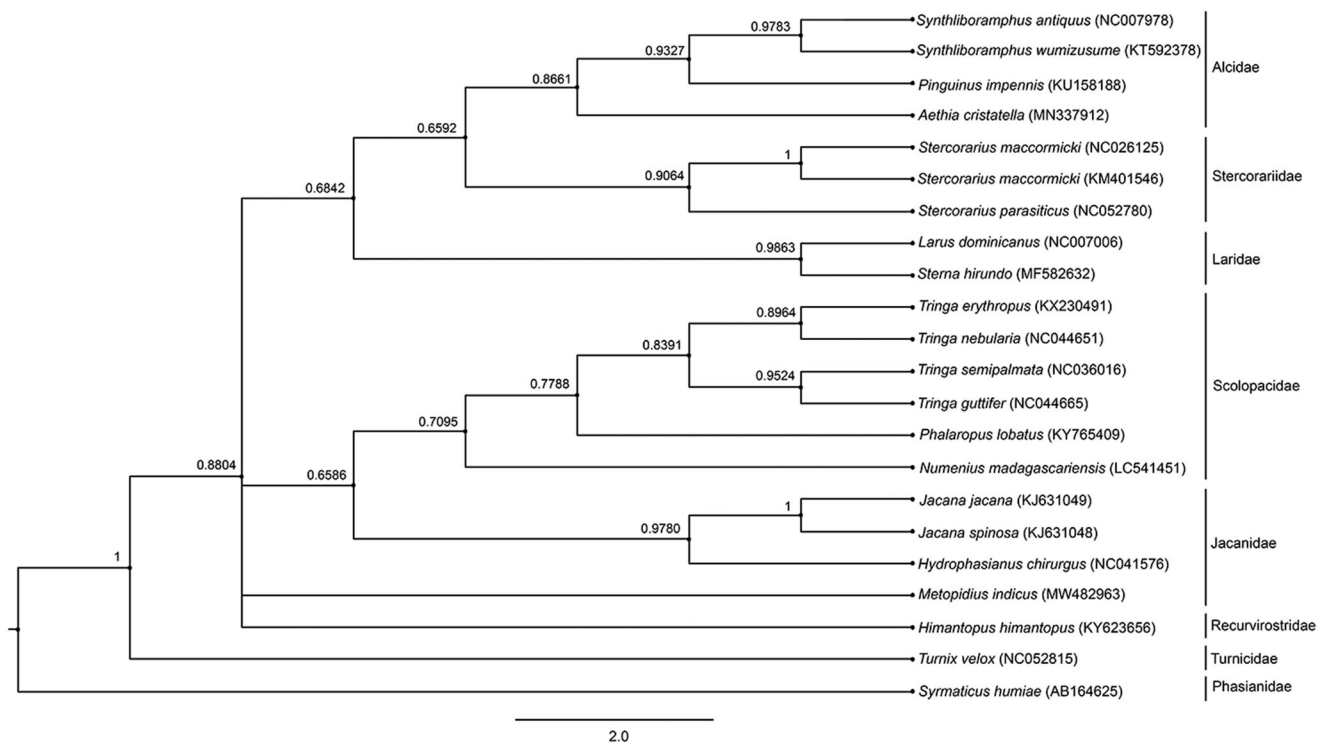 0.9783
Synthliboramphus antiquus (NC007978)
0.9327
Synthliboramphus wumizusume (KT592378)
Alcidae
0.8661
Pinguinus impennis (KU158188)
Aethia cristatella (MN337912)
0.6592
1
Stercorarius maccormicki (NC026125)
0.9064
Stercorarius maccormicki (KM401546)
Stercorariidae
0.6842
Stercorarius parasiticus (NC052780)
0.9863
Larus dominicanus (NC007006)
Laridae
Sterna hirundo (MF582632)
0.8964
Tringa erythropus (KX230491)
0.8391
Tringa nebularia (NC044651)
0.7788
0.9524
Tringa semipalmata (NC036016)
Scolopacidae
Tringa guttifer (NC044665)
0.7095
Phalaropus lobatus (KY765409)
0.8804
0.6586
Numenius madagascariensis (LC541451)
1
Jacana jacana (KJ631049)
0.9780
Jacana spinosa (KJ631048)
Jacanidae
1
Hydrophasianus chirurgus (NC041576)
Metopidius indicus (MW482963)
Himantopus himantopus (KY623656)
Recurvirostridae
Turnix velox (NC052815)
Turnicidae
Syrmaticus humiae (AB164625)
Phasianidae
2.0